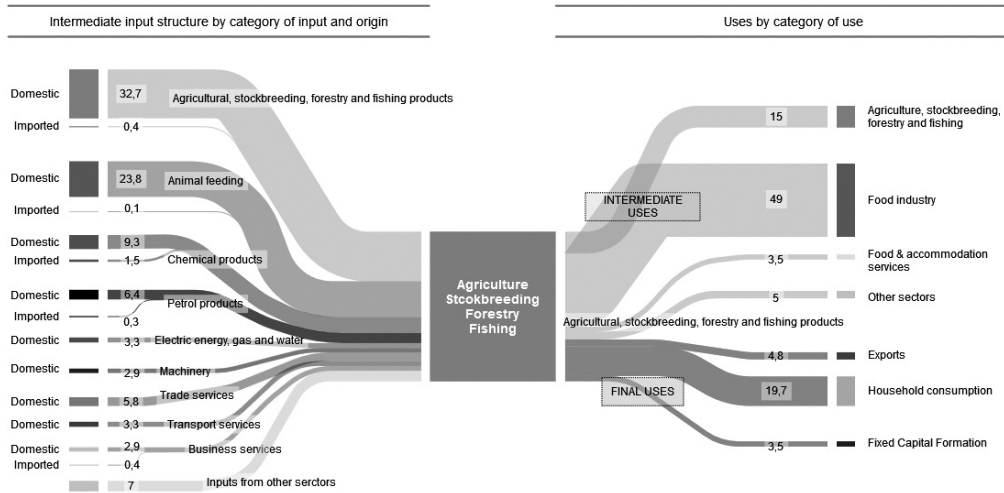 Intermediate input structure by category of input and origin
Uses by category of use
Domestic
32,7
Agricultural, stockbreeding, forestry and fishing products
Imported
0,4
Domestic
23,8
Animal feeding
Imported
0,1
Domestic
9,3
Imported
1,5
Chemical products
Domestic
6,4
Petrol products
Imported
0,3
Domestic
3,3
Electric energy, gas and water
Domestic
2,9
Machinery
Domestic
5,8
Trade services
Domestic
3,3
Transport services
Domestic
2,9
Business services
Imported
0,4
7
Inputs from other serctors
Agriculture
Stcokbreeding
Forestry
Fishing
INTERMEDIATE
USES
Agricultural, stockbreeding, forestry and fishing products
FINAL USES
15
Agriculture, stockbreeding,
forestry and fishing
49
Food industry
3,5
Food & accommodation
services
5
Other sectors
4,8
Exports
19,7
Household consumption
3,5
Fixed Capital Formation